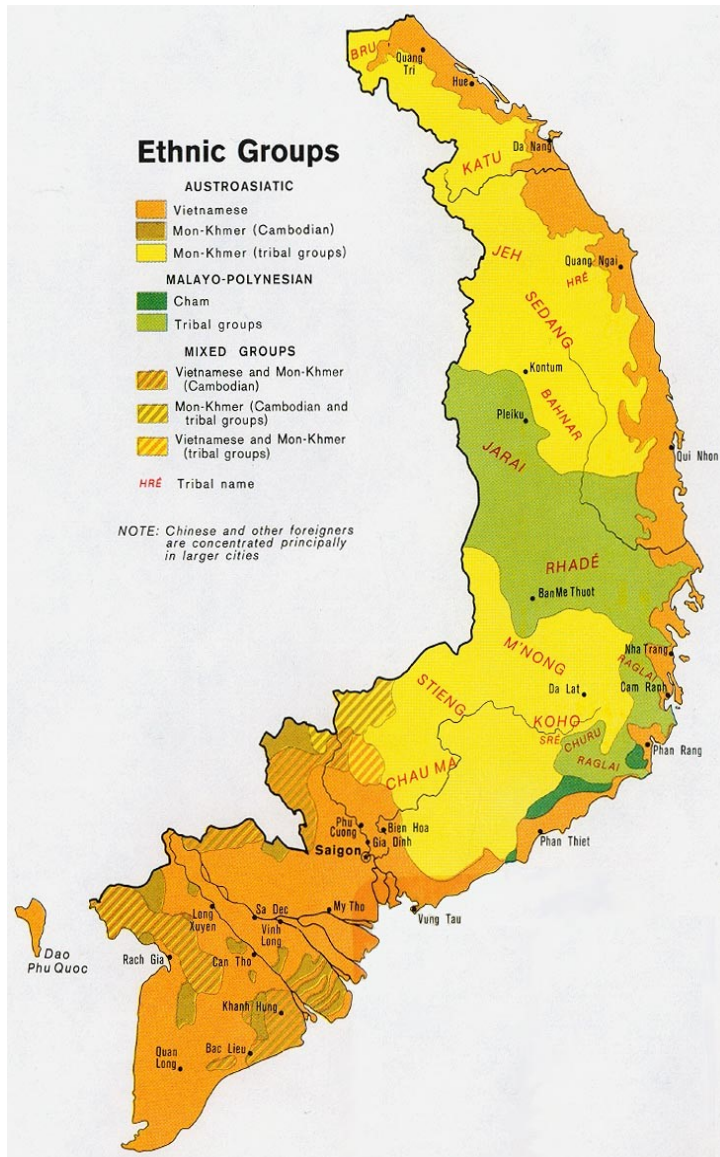 Ethnic Groups
AUSTROASIATIC
Vietnamese
Mon-Khmer (Cambodian)
Mon-Khmer (tribal groups)
MALAYO-POLYNESIAN
Cham
Tribal groups
MIXED GROUPS
Vietnamese and Mon-Khmer
(Cambodian)
Mon-Khmer (Cambodian and
tribal groups)
Vietnamese and Mon-Khmer
(tribal groups)
HRÉ Tribal name
NOTE: Chinese and other foreigners
are concentrated principally
in larger cities
BRU
Quang
Tri
Hue
KATU
Da Nang
JEH
Quang Ngai
HRÉ
SEDANG
Kontum
BAHNAR
Pleiku
JARAI
Qui Nhon
RHADÉ
BanMe Thuot
M'NONG
Nha Trang
RAGLAI
STIENG
Da Lat
Cam Ranh
KOHO
SRÉ
CHURU
Phan Rang
RAGLAI
CHAU MA
Phu
Cuong
Bien Hoa
Gia Dinh
Saigon
Phan Thiet
Vung Tau
My Tho
Sa Dec
Long
Xuyen
Vinh
Long
Dao
Phu Quoc
Rach Gia
Can Tho
Khanh Hung
Bac Lieu
Quan
Long